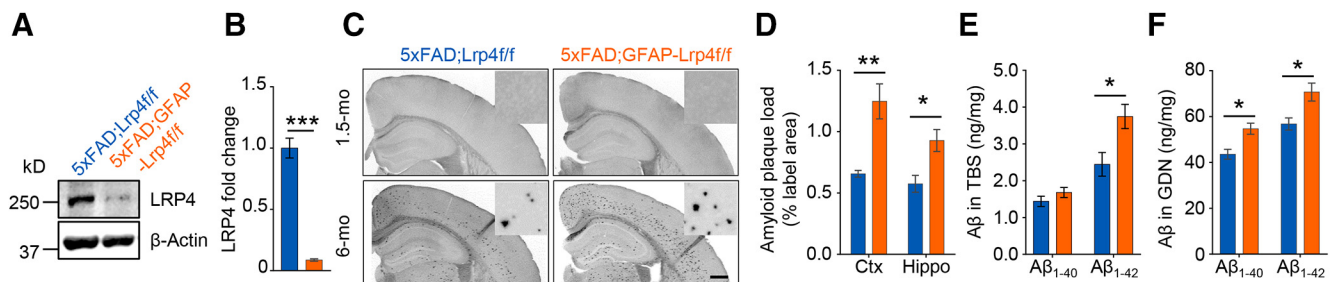 A
5xFAD;Lrp4f/f
5xFAD;GFAP
-Lrp4f/f
kD
250
LRP4
37
β-Actin
B
LRP4 fold change
1.5
1.0
0.5
0
***
C
5xFAD;Lrp4f/f
5xFAD;GFAP-Lrp4f/f
1.5-mo
6-mo
D
Amyloid plaque load
(% label area)
1.5
1.0
0.5
0.0
**
*
Ctx
Hippo
E
Aβ in TBS (ng/mg)
5.0
4.0
3.0
2.0
1.0
0.0
*
Aβ1-40
Aβ1-42
F
Aβ in GDN (ng/mg)
80
60
40
20
0
*
*
Aβ1-40
Aβ1-42